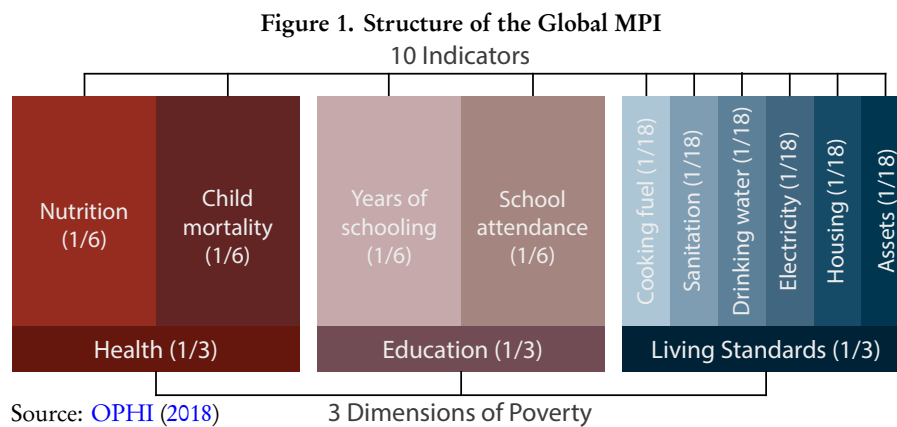 Figure 1. Structure of the Global MPI
10 Indicators
Nutrition
(1/6)
Child
mortality
(1/6)
Years of
schooling
(1/6)
School
attendance
(1/6)
Cooking fuel (1/18)
Sanitation (1/18)
Drinking water (1/18)
Electricity (1/18)
Housing (1/18)
Assets (1/18)
Health (1/3)
Education (1/3)
Living Standards (1/3)
Source: OPHI (2018)
3 Dimensions of Poverty